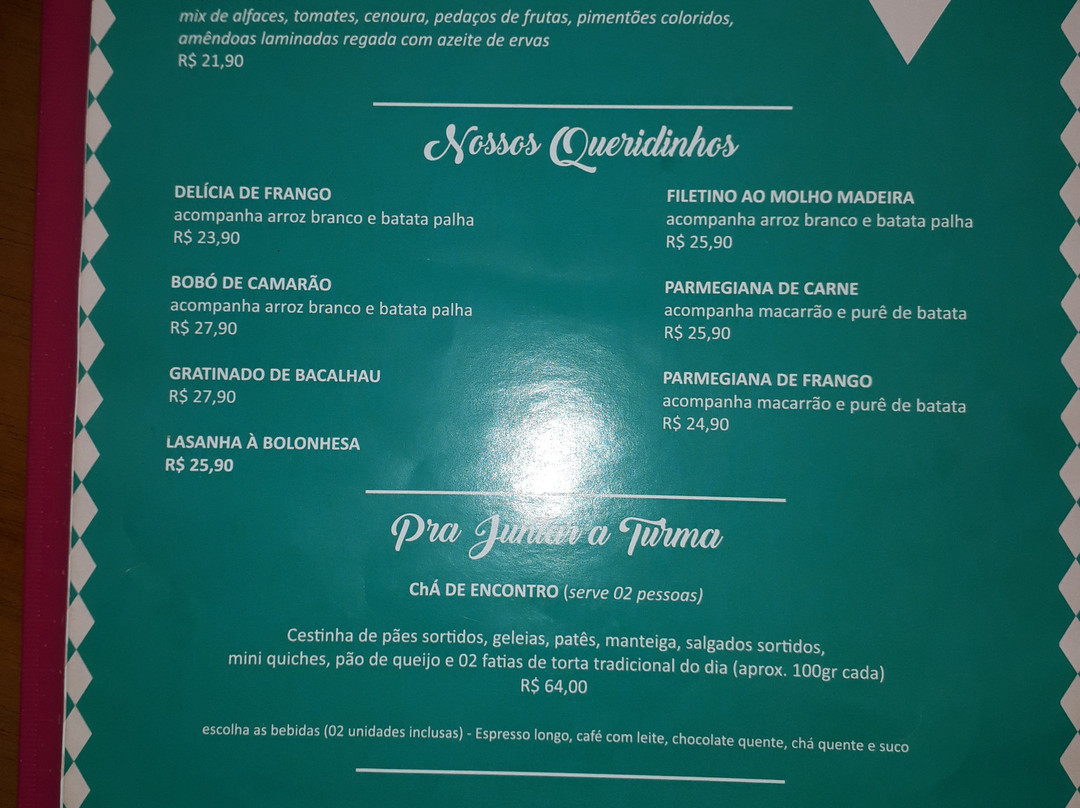 mix de alfaces, tomates, cenoura, pedaços de frutas, pimentões coloridos,
amêndoas laminadas regada com azeite de ervas
R$ 21,90
Nossos Queridinhos
DELÍCIA DE FRANGO
acompanha arroz branco e batata palha
R$ 23,90
BOBÓ DE CAMARÃO
acompanha arroz branco e batata palha
R$ 27,90
GRATINADO DE BACALHAU
R$ 27,90
LASANHA À BOLONHESA
R$ 25,90
FILETINO AO MOLHO MADEIRA
acompanha arroz branco e batata palha
R$ 25,90
PARMEGIANA DE CARNE
acompanha macarrão e purê de batata
R$ 25,90
PARMEGIANA DE FRANGO
acompanha macarrão e purê de batata
R$ 24,90
Pra Juntar a Turma
ChÁ DE ENCONTRO (serve 02 pessoas)
Cestinha de pães sortidos, geleias, patês, manteiga, salgados sortidos,
mini quiches, pão de queijo e 02 fatias de torta tradicional do dia (aprox. 100gr cada)
R$ 64,00
escolha as bebidas (02 unidades inclusas) - Espresso longo, café com leite, chocolate quente, chá quente e suco